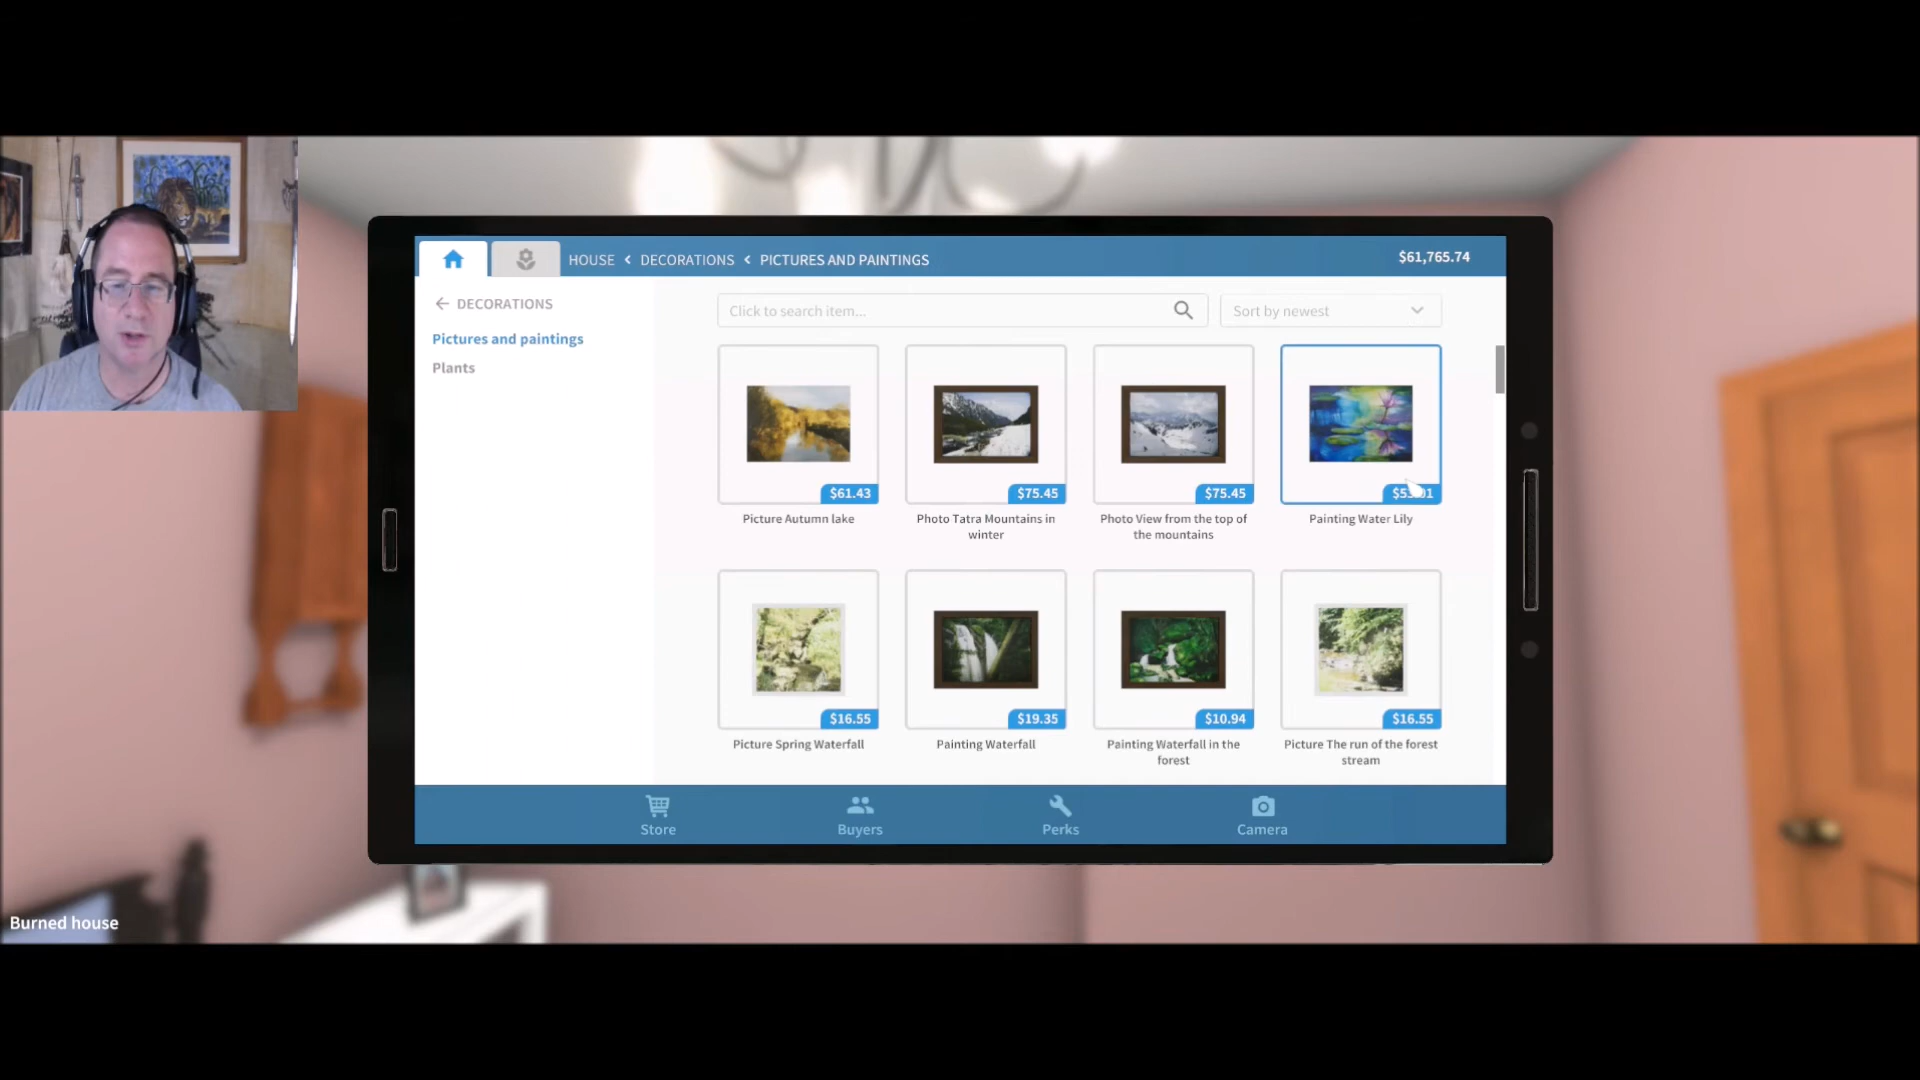 HOUSE < DECORATIONS < PICTURES AND PAINTINGS
$61,765.74
DECORATIONS
Pictures and paintings
Plants
Click to search item...
Sort by newest
$61.43
$75.45
$75.45
Picture Autumn lake
Photo Tatra Mountains in
winter
Photo View from the top of
the mountains
Painting Water Lily
$16.55
$19.35
$10.94
$16.55
Picture Spring Waterfall
Painting Waterfall
Painting Waterfall in the
forest
Picture The run of the forest
stream
Store
Buyers
Perks
Camera
Burned house